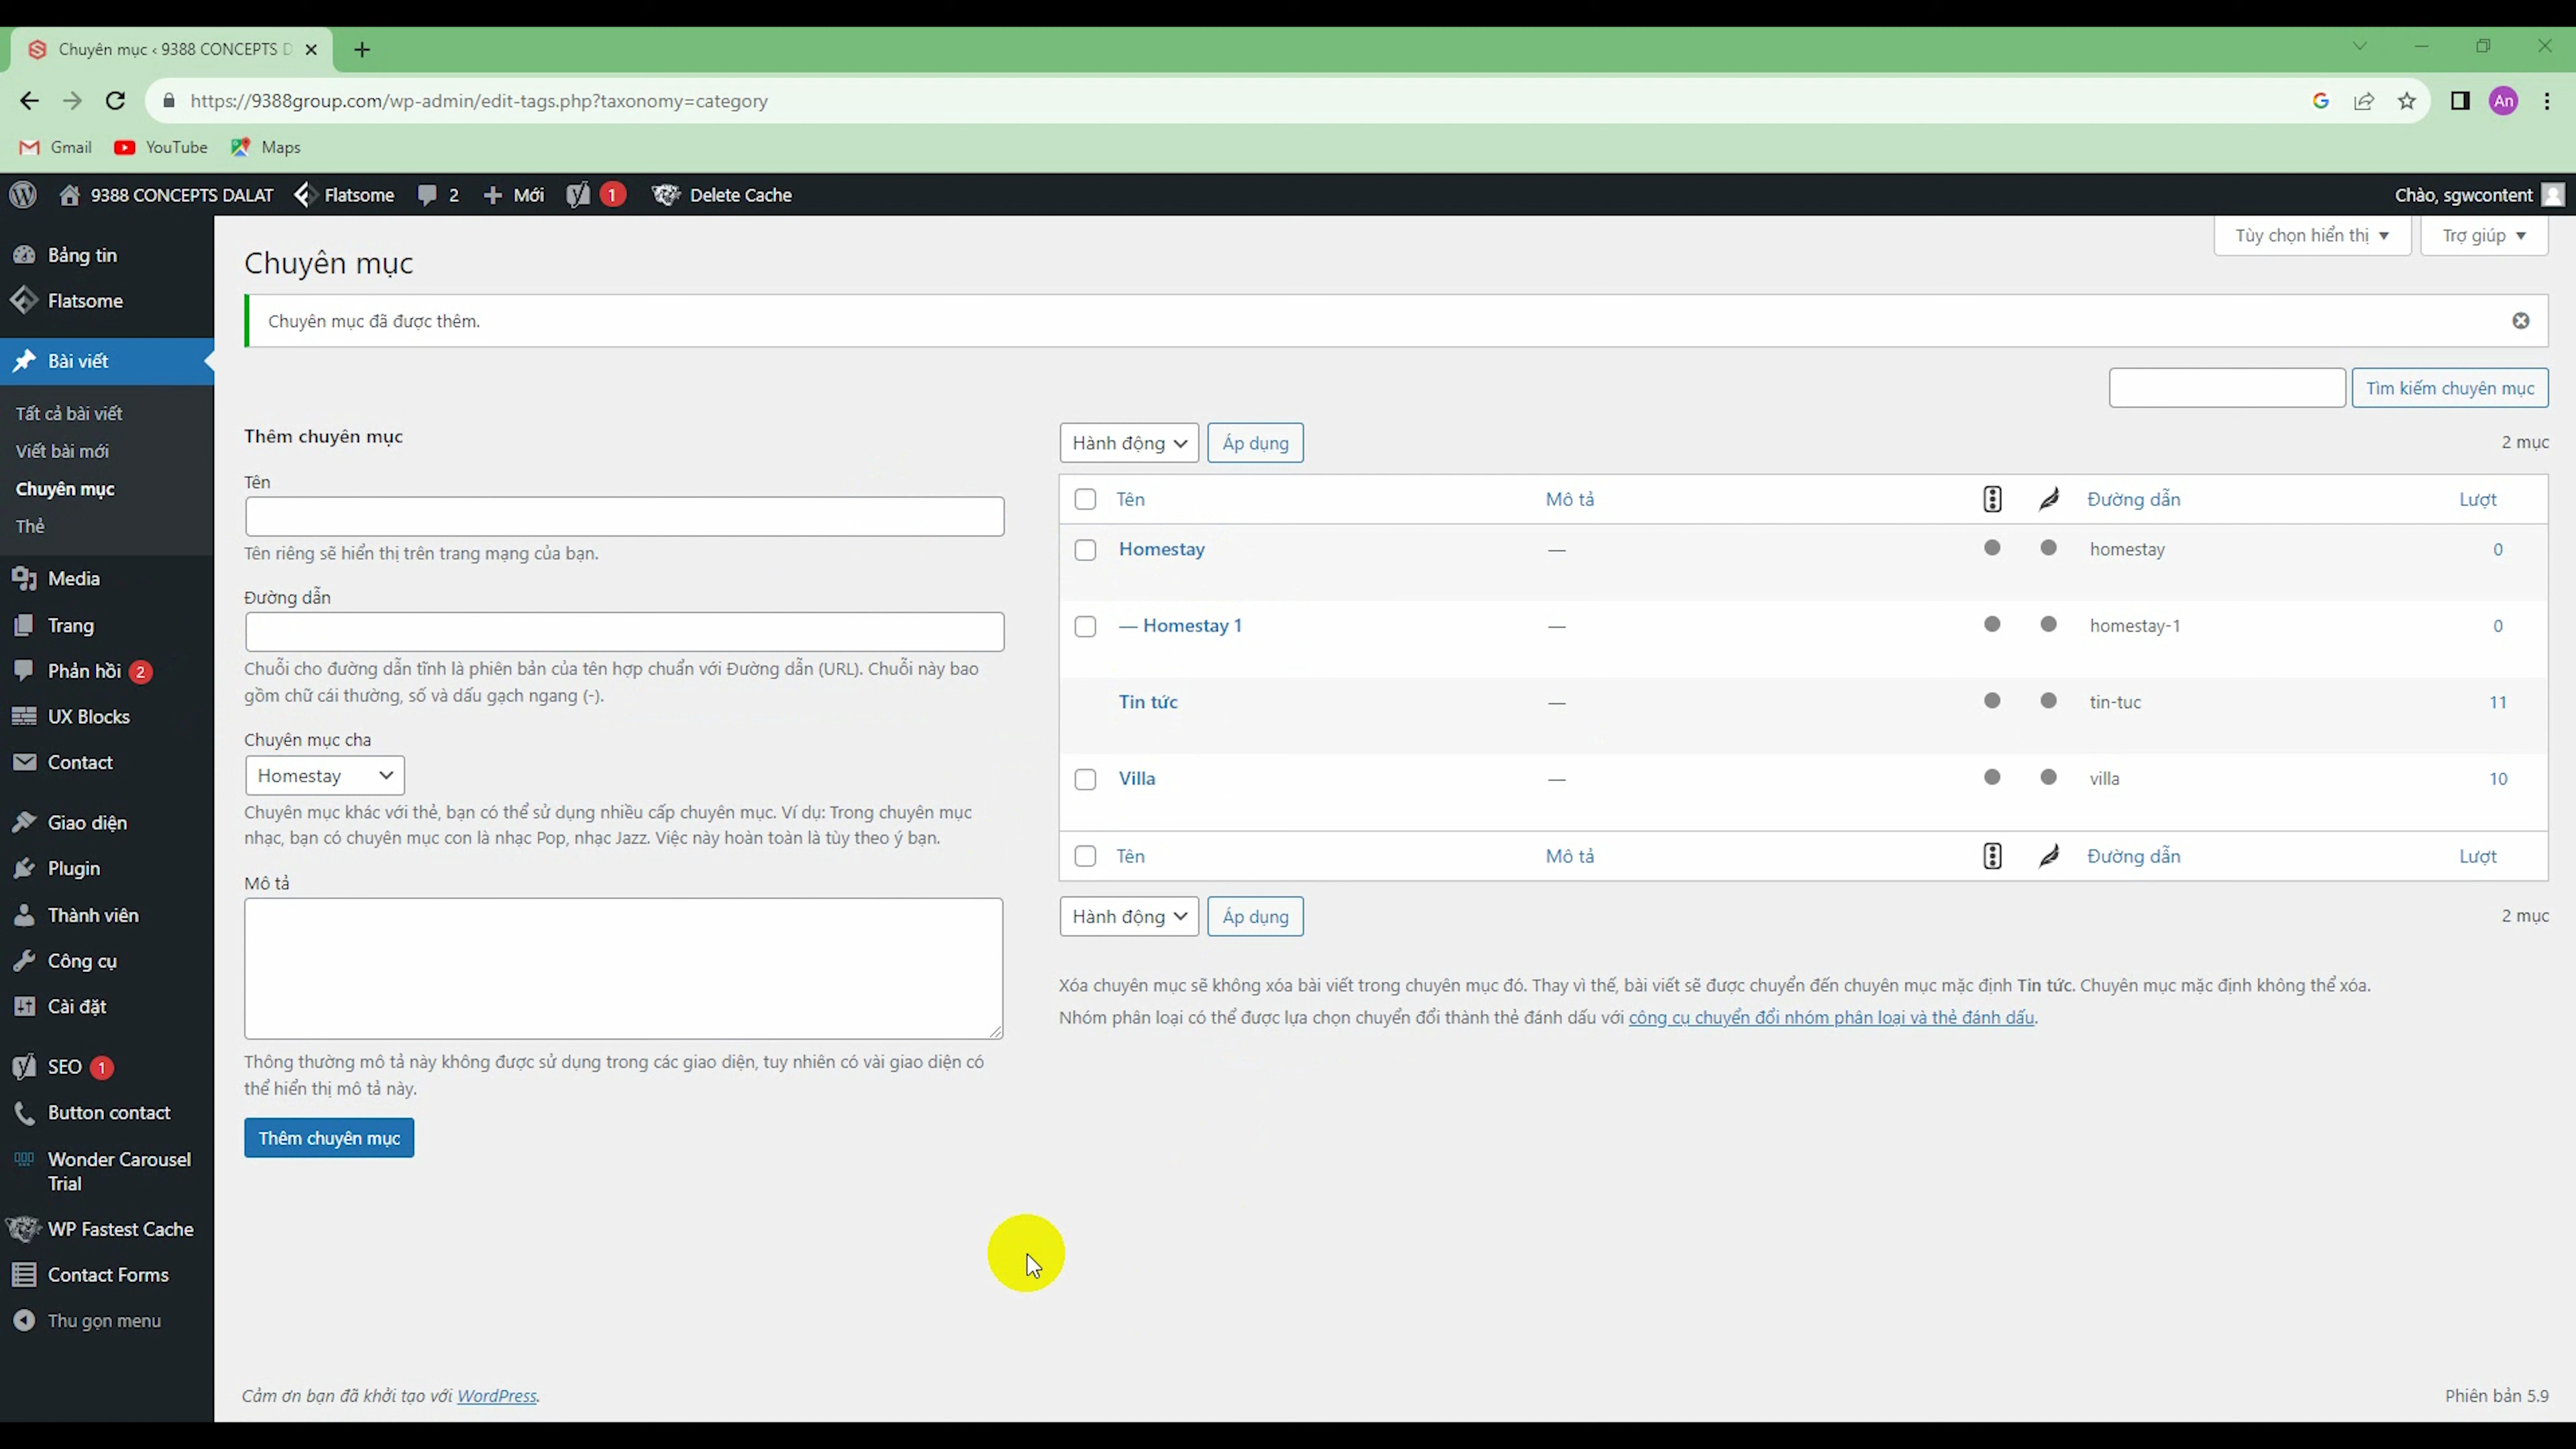 Chuyên mục ‹ 9388 CONCEPTS D
https://9388group.com/wp-admin/edit-tags.php?taxonomy=category
An
Gmail
YouTube
Maps
9388 CONCEPTS DALAT
Flatsome
2
Mới
1
Delete Cache
Chào, sgwcontent
Bảng tin
Flatsome
Bài viết
Tất cả bài viết
Viết bài mới
Chuyên mục
Thẻ
Media
Trang
Phản hồi 2
UX Blocks
Contact
Giao diện
Plugin
Thành viên
Công cụ
Cài đặt
SEO 1
Button contact
Wonder Carousel
Trial
WP Fastest Cache
Contact Forms
Thu gọn menu
Tùy chọn hiển thị
Trợ giúp
Chuyên mục
Chuyên mục đã được thêm.
Tìm kiếm chuyên mục
Thêm chuyên mục
Tên
Tên riêng sẽ hiển thị trên trang mạng của bạn.
Đường dẫn
Chuỗi cho đường dẫn tĩnh là phiên bản của tên hợp chuẩn với Đường dẫn (URL). Chuỗi này bao
gồm chữ cái thường, số và dấu gạch ngang (-).
Chuyên mục cha
Homestay
Chuyên mục khác với thẻ, bạn có thể sử dụng nhiều cấp chuyên mục. Ví dụ: Trong chuyên mục
nhạc, bạn có chuyên mục con là nhạc Pop, nhạc Jazz. Việc này hoàn toàn là tùy theo ý bạn.
Mô tả
Thông thường mô tả này không được sử dụng trong các giao diện, tuy nhiên có vài giao diện có
thể hiển thị mô tả này.
Thêm chuyên mục
Hành động
Áp dụng
2 mục
Tên Mô tả Đường dẫn Lượt
Homestay — homestay 0
— Homestay 1 — homestay-1 0
Tin tức — tin-tuc 11
Villa — villa 10
Tên Mô tả Đường dẫn Lượt
Hành động
Áp dụng
2 mục
Xóa chuyên mục sẽ không xóa bài viết trong chuyên mục đó. Thay vì thế, bài viết sẽ được chuyển đến chuyên mục mặc định Tin tức. Chuyên mục mặc định không thể xóa.
Nhóm phân loại có thể được lựa chọn chuyển đổi thành thẻ đánh dấu với công cụ chuyển đổi nhóm phân loại và thẻ đánh dấu.
Cảm ơn bạn đã khởi tạo với WordPress.
Phiên bản 5.9